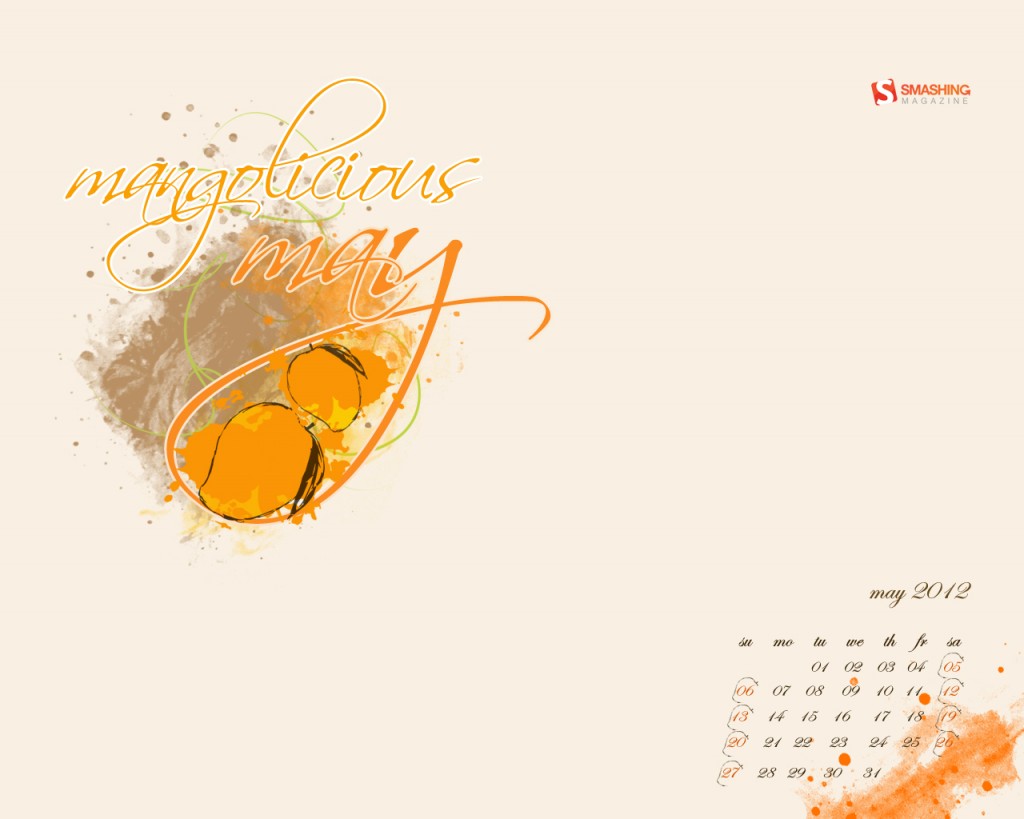 SMASHING
MAGAZINE
mangolicious
may
may 2012
su mo tu we th fr sa
01 02 03 04 05
06 07 08 09 10 11 12
13 14 15 16 17 18 19
20 21 22 23 24 25 26
27 28 29 30 31